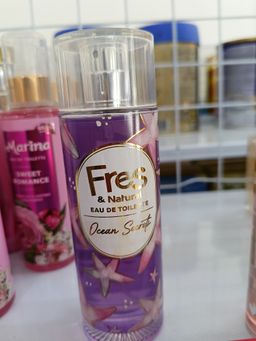 Marina
SWEET
ROMANCE
Fres
& Natural
EAU DE TOILETTE
Ocean Secrets